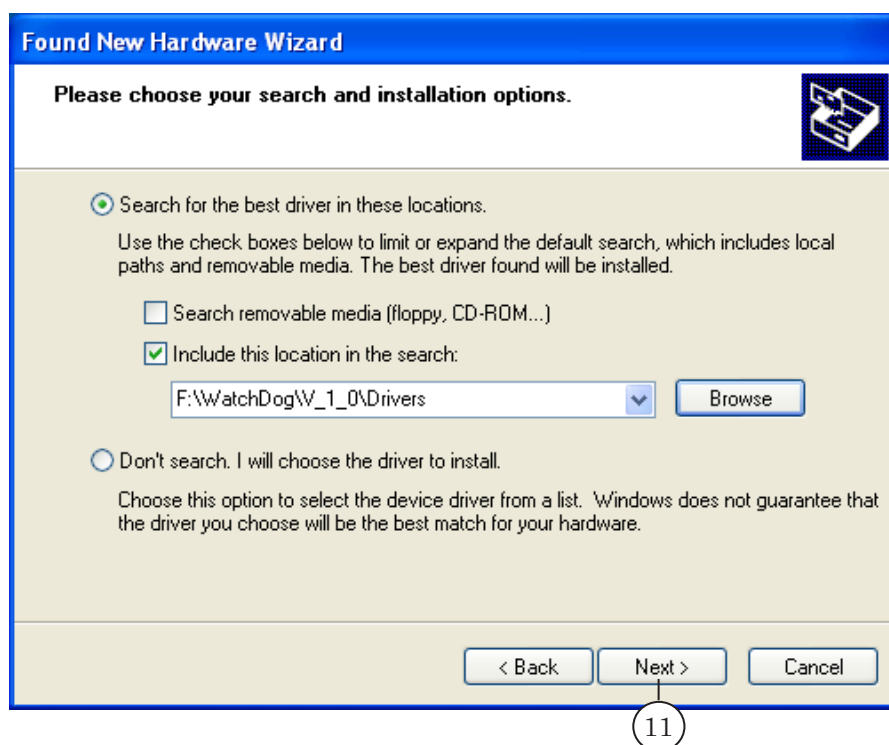 Found New Hardware Wizard
Please choose your search and installation options.
Search for the best driver in these locations.
Use the check boxes below to limit or expand the default search, which includes local
paths and removable media. The best driver found will be installed.
Search removable media (floppy, CD-ROM...)
Include this location in the search:
F:\WatchDog\V_1_0\Drivers
Browse
Don't search. I will choose the driver to install.
Choose this option to select the device driver from a list.  Windows does not guarantee that
the driver you choose will be the best match for your hardware.
< Back
Next >
Cancel
11